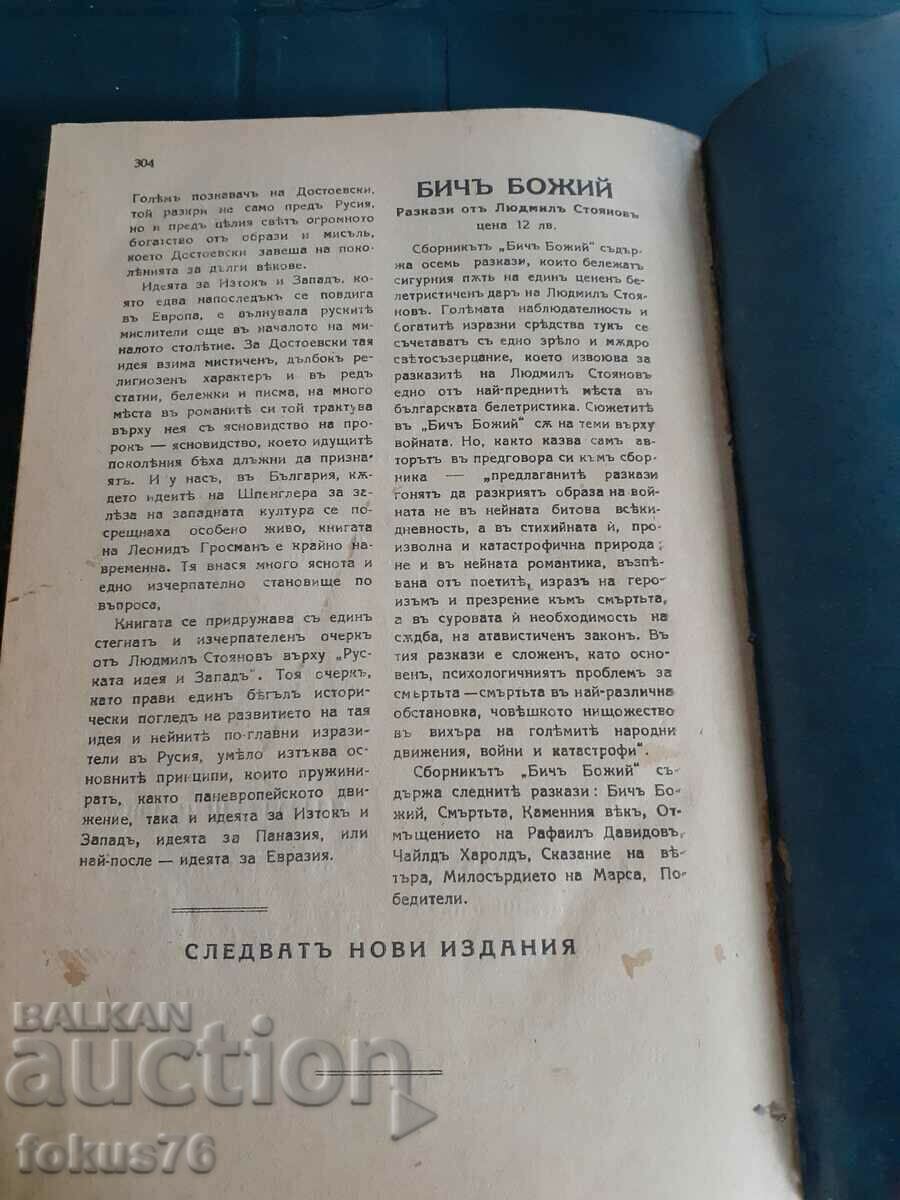 304
Голѣмъ познавачъ на Достоевски,
той разкри не само предъ Русия,
но и предъ цѣлия свѣтъ огромното
богатство отъ образи и мисъль,
което Достоевски завеща на поко-
лѣнията за дълги вѣкове.
Идеята за Изтокъ и Западъ, ко-
ято едва напоследъкъ се повдига
въ Европа, е вълнувала рускитѣ
мислители още въ началото на ми-
налото столѣтие. За Достоевски тая
идея взима мистиченъ, дълбокъ ре-
лигиозенъ характеръ и въ редъ
статии, бележки и писма, на много
мѣста въ романитѣ си той трактува
върху нея съ ясновидство на про-
рокъ — ясновидство, което идущитѣ
поколѣния бѣха длъжни да призна-
ятъ. И у насъ, въ България, кѫ-
дето идеитѣ на Шпенглера за за-
лѣза на западната култура се по-
срещнаха особено живо, книгата
на Леонидъ Гросманъ е крайно на-
временна. Тя внася много яснота и
едно изчерпателно становище по
въпроса,
Книгата се придружава съ единъ
стегнатъ и изчерпателенъ очеркъ
отъ Людмилъ Стояновъ върху „Рус-
ката идея и Западъ“. Тоя очеркъ,
като прави единъ бѣгълъ истори-
чески погледъ на развитието на тая
идея и нейнитѣ по-главни изрази-
тели въ Русия, умѣло изтъква ос-
новнитѣ принципи, които пружини-
ратъ, както паневропейското дви-
жение, така и идеята за Изтокъ и
Западъ, идеята за Паназия, или
най-после — идеята за Евразия.
БИЧЪ БОЖИЙ
Разкази отъ Людмилъ Стояновъ
цена 12 лв.
Сборникътъ „Бичъ Божий“ съдър-
жа осемь разкази, които бележатъ
сигурния пѫть на единъ цененъ бе-
летристиченъ даръ на Людмилъ Стоя-
новъ. Голѣмата наблюдателность и
богатитѣ изразни средства тукъ се
съчетатъ съ едно зрѣло и мѫдро
свѣтосъзерцание, което извоюва за
разказитѣ на Людмилъ Стояновъ
едно отъ най-преднитѣ мѣста въ
българската белетристика. Сюжетитѣ
въ „Бичъ Божий“ сѫ на теми върху
войната. Но, както казва самъ ав-
торътъ въ предговора си къмъ сбор-
ника — „предлаганитѣ разкази
гонятъ да разкриятъ образа на вой-
ната не въ нейната битова всѣки-
дневность, а въ стихийната ѝ, про-
изволна и катастрофична природа;
не и въ нейната романтика, възпѣ-
вана отъ поетитѣ, изразъ на геро-
изъмъ и презрение къмъ смъртьта,
а въ суровата ѝ необходимость на
сѫдба, на атавистиченъ законъ. Въ
тия разкази е сложенъ, като осно-
венъ, психологичниятъ проблемъ за
смъртьта —смъртьта въ най-различна
обстановка, човѣшкото нищожество
въ вихъра на голѣмитѣ народни
движения, войни и катастрофи“.
Сборникътъ „Бичъ Божий“ съ-
държа следнитѣ разкази: Бичъ Бо-
жий, Смъртьта, Каменния вѣкъ, От-
мъщението на Рафаилъ Давидовъ,
Чайлдъ Харолдъ, Сказание на вѣ-
търа, Милосърдието на Марса, По-
бедители.
СЛЕДВАТЪ НОВИ ИЗДАНИЯ
BALKAN
auction
fokus76